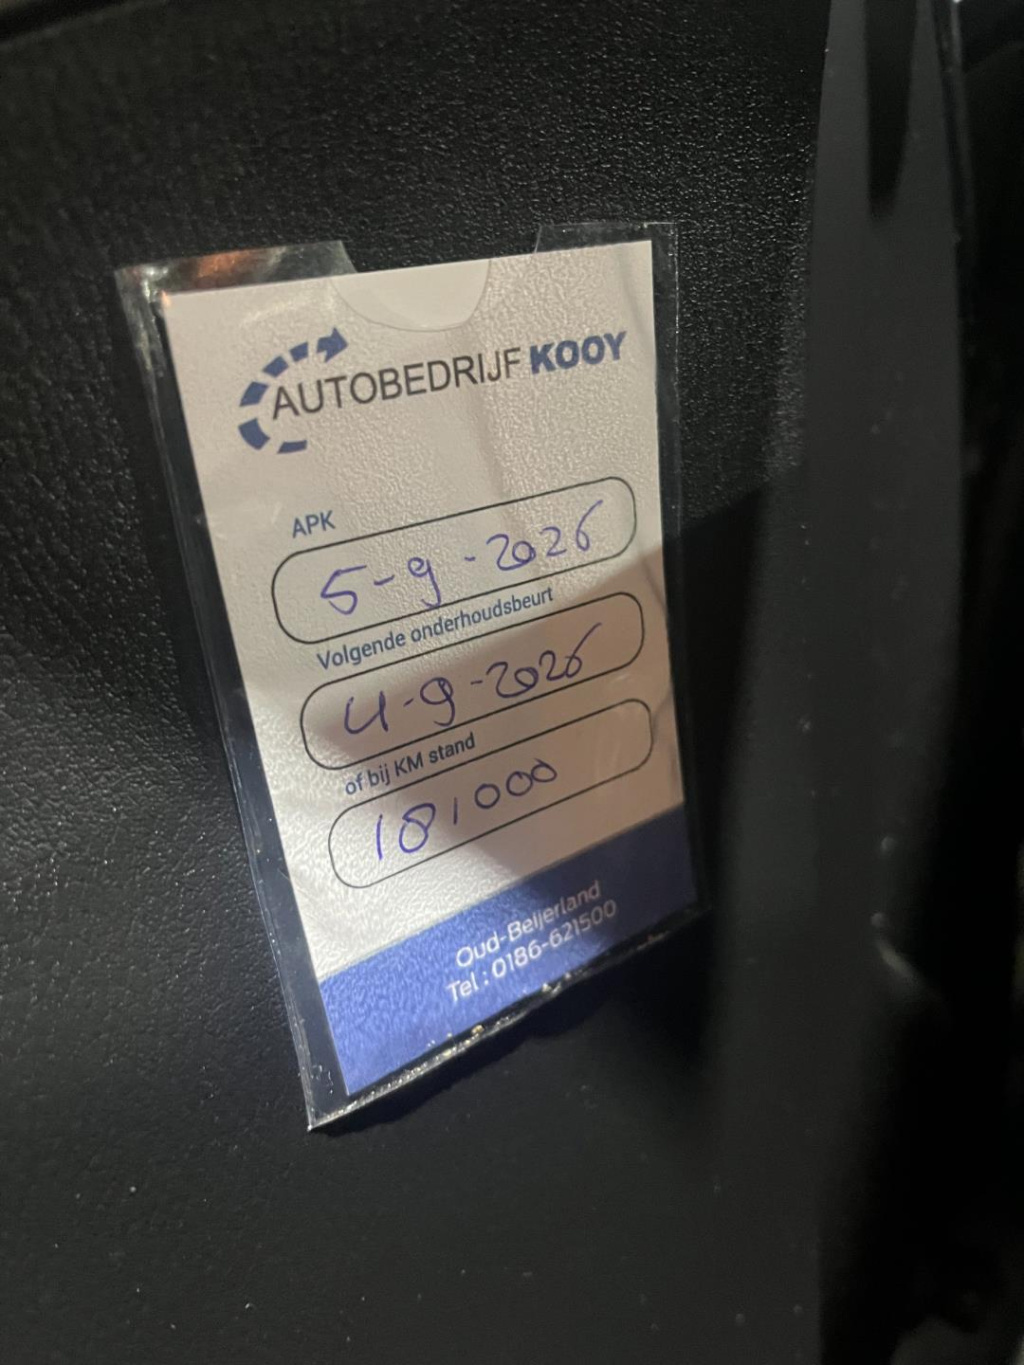 AUTOBEDRIJF KOOY
APK
5-9-2026
Volgende onderhoudsbeurt
4-9-2026
of bij KM stand
181000
Oud-Beijerland
Tel : 0186-621500